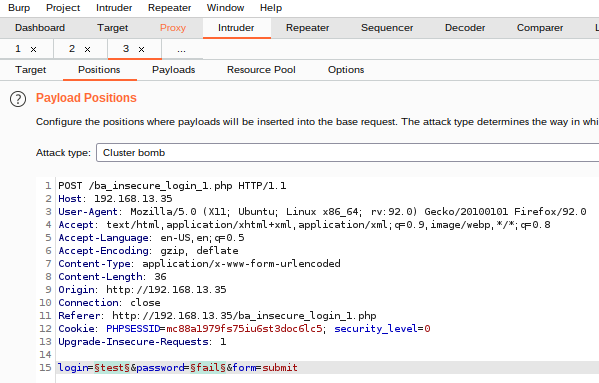 Burp Project Intruder Repeater Window Help
Dashboard Target Proxy Intruder Repeater Sequencer Decoder Comparer
1 × 2 × 3 × ...
Target Positions Payloads Resource Pool Options
? Payload Positions
Configure the positions where payloads will be inserted into the base request. The attack type determines the way in whi
Attack type: Cluster bomb
1 POST /ba_insecure_login_1.php HTTP/1.1
2 Host: 192.168.13.35
3 User-Agent: Mozilla/5.0 (X11; Ubuntu; Linux x86_64; rv:92.0) Gecko/20100101 Firefox/92.0
4 Accept: text/html,application/xhtml+xml,application/xml;q=0.9,image/webp,*/*;q=0.8
5 Accept-Language: en-US,en;q=0.5
6 Accept-Encoding: gzip, deflate
7 Content-Type: application/x-www-form-urlencoded
8 Content-Length: 36
9 Origin: http://192.168.13.35
10 Connection: close
11 Referer: http://192.168.13.35/ba_insecure_login_1.php
12 Cookie: PHPSESSID=mc88a1979fs75iu6st3doc6lc5; security_level=0
13 Upgrade-Insecure-Requests: 1
14
15 login=§test§&password=§fail§&form=submit